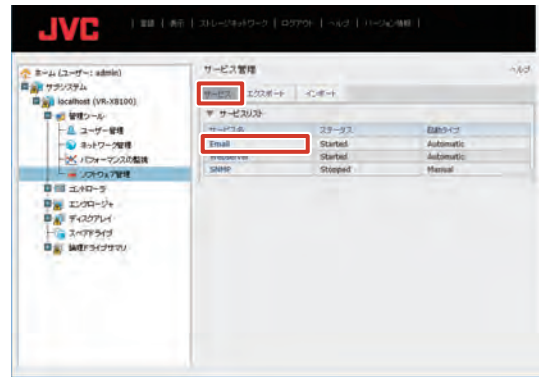 JVC
登録 | 表示 | ストレージネットワーク | ログアウト | ヘルプ | バージョン情報 |
ホーム (ユーザー: admin)
サブシステム
localhost (VR-X8100)
管理ツール
ユーザー管理
ネットワーク管理
パフォーマンスの監視
ソフトウェア管理
コントローラ
エンクロージャ
ディスクアレイ
スペアドライブ
論理ドライブサマリ
サービス管理 ヘルプ
サービス エクスポート インポート
▼ サービスリスト
サービス名 ステータス 起動タイプ
Email Started Automatic
Webserver Started Automatic
SNMP Stopped Manual